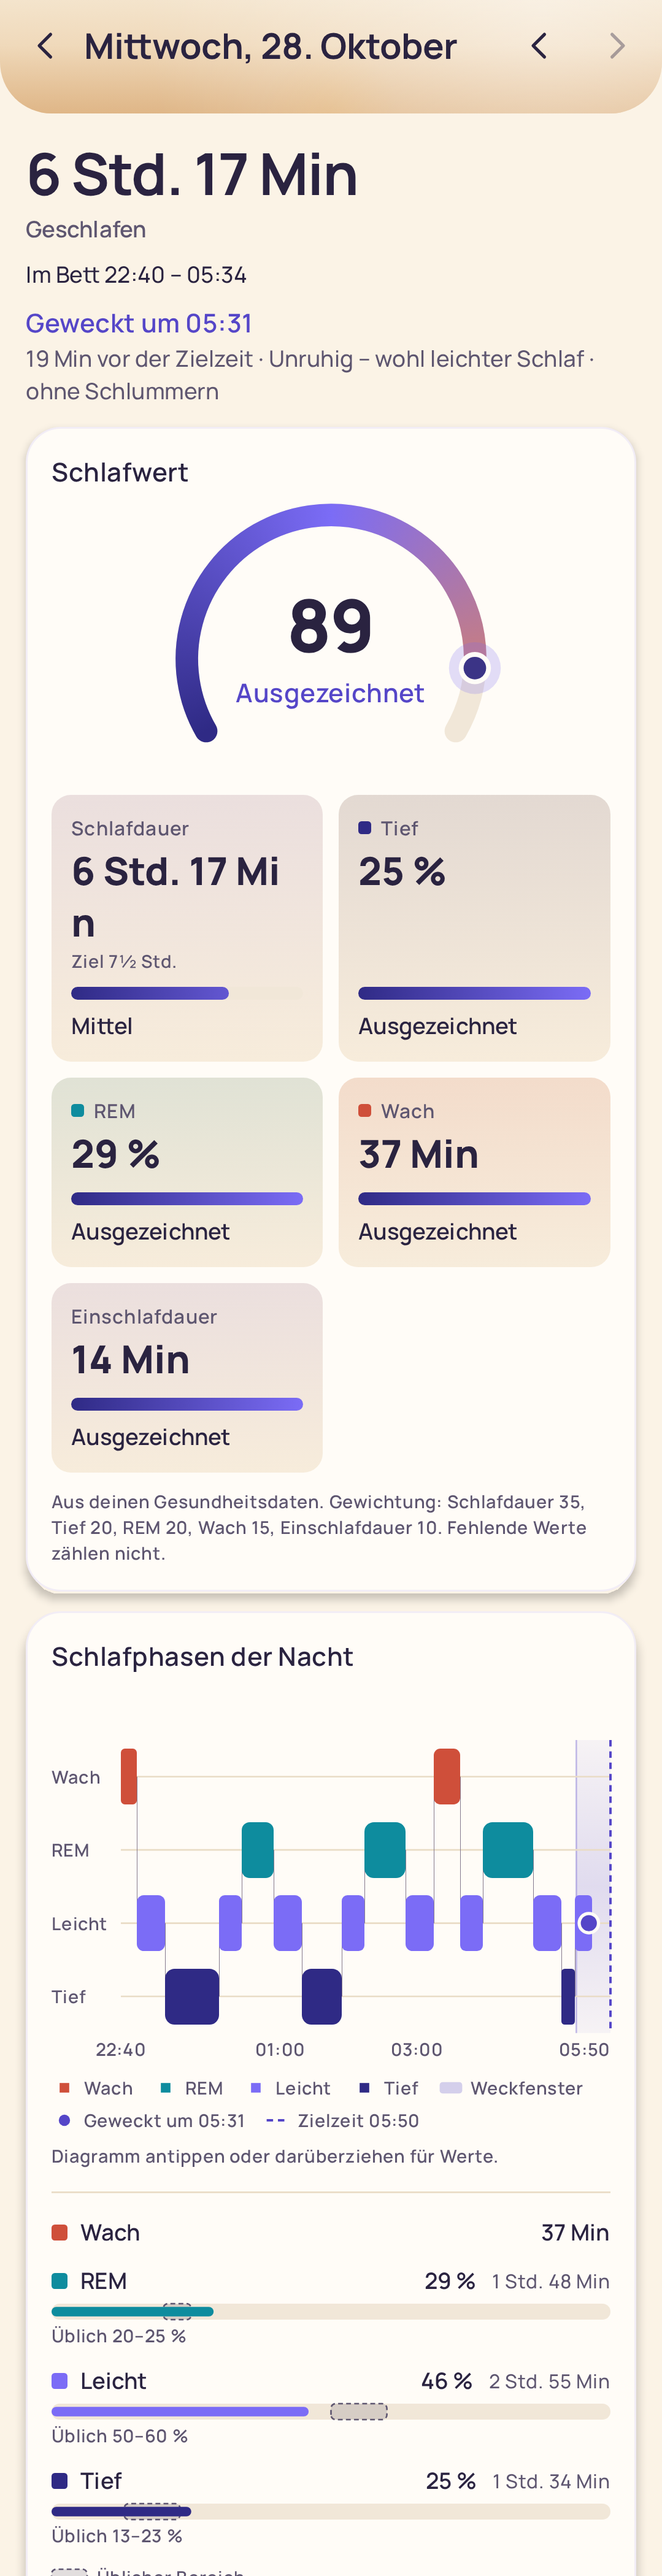 Mittwoch, 28. Oktober
6 Std. 17 Min
Geschlafen
Im Bett 22:40 – 05:34
Geweckt um 05:31
19 Min vor der Zielzeit · Unruhig – wohl leichter Schlaf ·
ohne Schlummern
Schlafwert
89
Ausgezeichnet
Schlafdauer
6 Std. 17 Mi
n
Ziel 7½ Std.
Mittel
Tief
25 %
Ausgezeichnet
REM
29 %
Ausgezeichnet
Wach
37 Min
Ausgezeichnet
Einschlafdauer
14 Min
Ausgezeichnet
Aus deinen Gesundheitsdaten. Gewichtung: Schlafdauer 35,
Tief 20, REM 20, Wach 15, Einschlafdauer 10. Fehlende Werte
zählen nicht.
Schlafphasen der Nacht
Wach
REM
Leicht
Tief
22:40 01:00 03:00 05:50
Wach REM Leicht Tief Weckfenster
Geweckt um 05:31 Zielzeit 05:50
Diagramm antippen oder darüberziehen für Werte.
Wach 37 Min
REM 29 % 1 Std. 48 Min
Üblich 20–25 %
Leicht 46 % 2 Std. 55 Min
Üblich 50–60 %
Tief 25 % 1 Std. 34 Min
Üblich 13–23 %
Üblicher Bereich